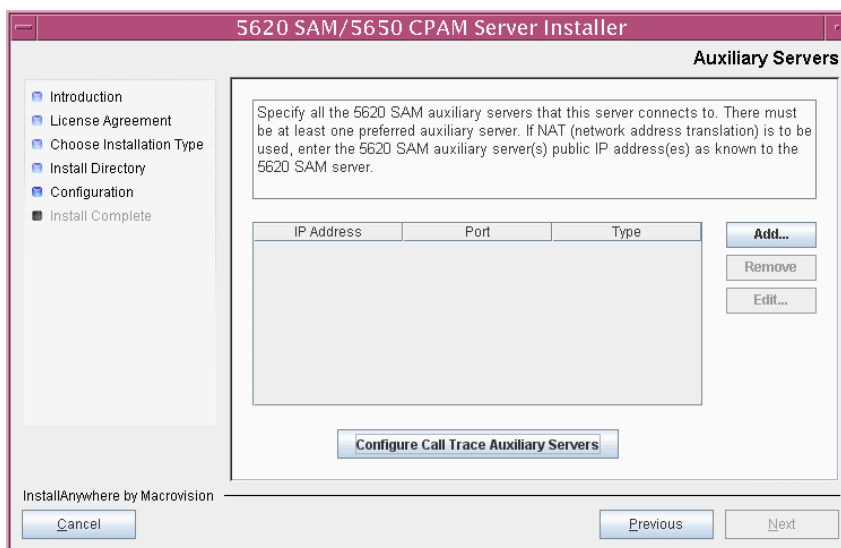 5620 SAM/5650 CPAM Server Installer
Auxiliary Servers
Introduction
License Agreement
Choose Installation Type
Install Directory
Configuration
Install Complete
Specify all the 5620 SAM auxiliary servers that this server connects to. There must
be at least one preferred auxiliary server. If NAT (network address translation) is to be
used, enter the 5620 SAM auxiliary server(s) public IP address(es) as known to the
5620 SAM server.
IP Address Port Type
Add...
Remove
Edit...
Configure Call Trace Auxiliary Servers
InstallAnywhere by Macrovision
Cancel Previous Next